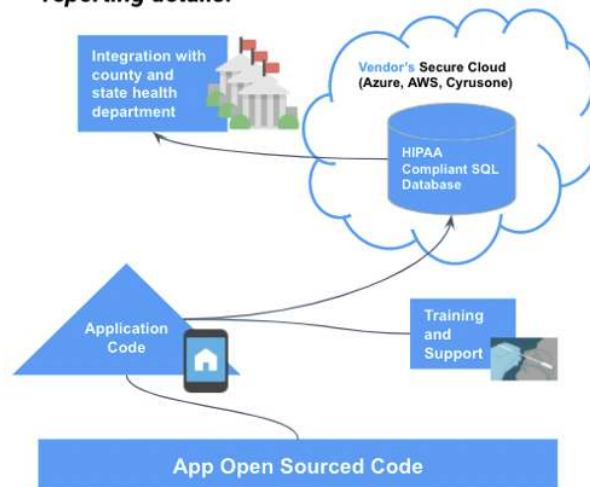 reporting details.
Integration with
county and
state health
department
Vendor's Secure Cloud
(Azure, AWS, Cyrusone)
HIPAA
Compliant SQL
Database
Application
Code
Training
and
Support
App Open Sourced Code